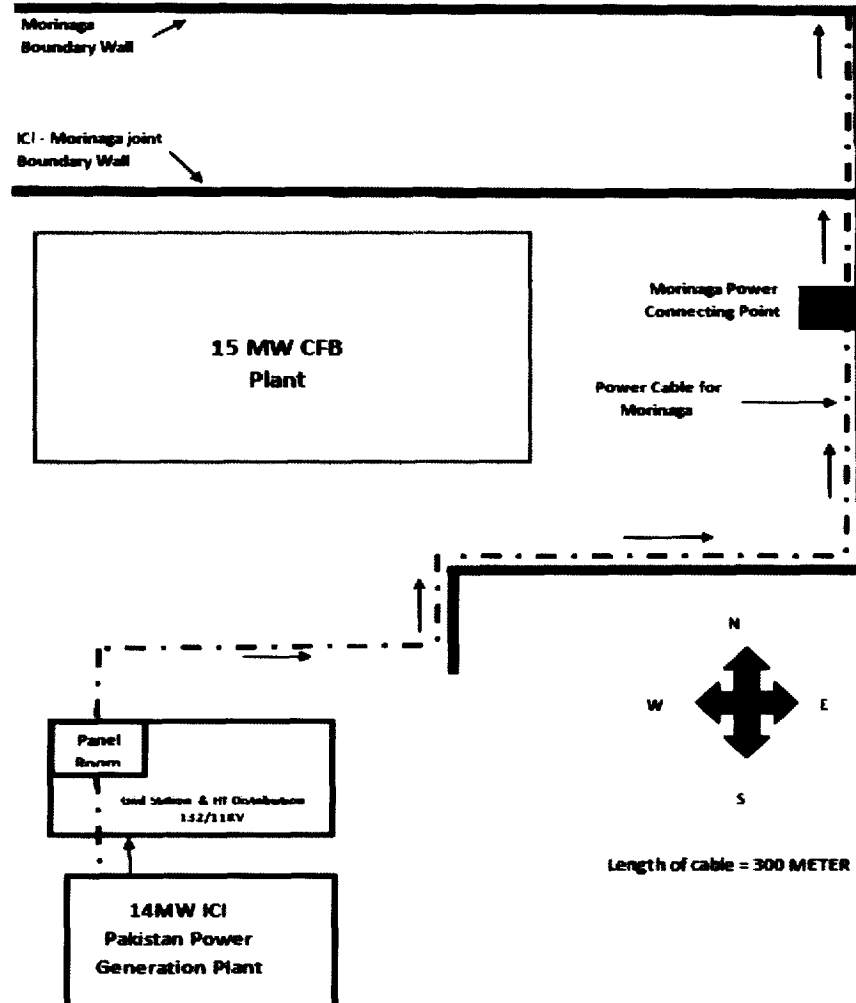 Morinaga
Boundary Wall
ICI - Morinaga joint
Boundary Wall
15 MW CFB
Plant
Morinaga Power
Connecting Point
Power Cable for
Morinaga
N
W
E
S
Panel
Room
Grid Station & HT Distribution
132/11KV
Length of cable = 300 METER
14MW ICI
Pakistan Power
Generation Plant